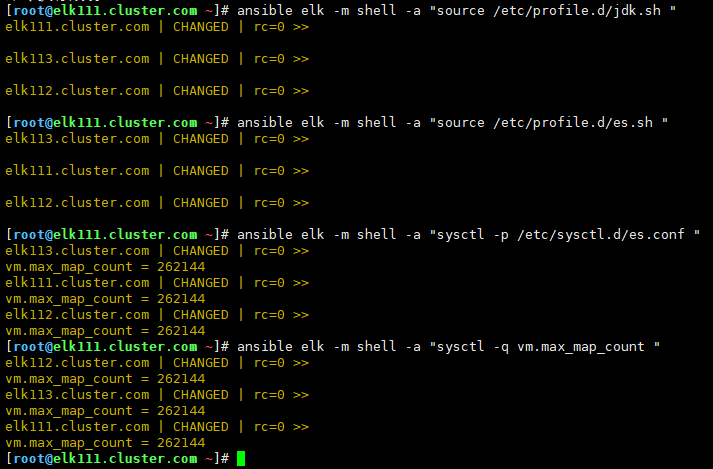 [root@elk111.cluster.com ~]# ansible elk -m shell -a "source /etc/profile.d/jdk.sh "
elk111.cluster.com | CHANGED | rc=0 >>
elk113.cluster.com | CHANGED | rc=0 >>
elk112.cluster.com | CHANGED | rc=0 >>
[root@elk111.cluster.com ~]# ansible elk -m shell -a "source /etc/profile.d/es.sh "
elk113.cluster.com | CHANGED | rc=0 >>
elk111.cluster.com | CHANGED | rc=0 >>
elk112.cluster.com | CHANGED | rc=0 >>
[root@elk111.cluster.com ~]# ansible elk -m shell -a "sysctl -p /etc/sysctl.d/es.conf "
elk113.cluster.com | CHANGED | rc=0 >>
vm.max_map_count = 262144
elk111.cluster.com | CHANGED | rc=0 >>
vm.max_map_count = 262144
elk112.cluster.com | CHANGED | rc=0 >>
vm.max_map_count = 262144
[root@elk111.cluster.com ~]# ansible elk -m shell -a "sysctl -q vm.max_map_count "
elk112.cluster.com | CHANGED | rc=0 >>
vm.max_map_count = 262144
elk113.cluster.com | CHANGED | rc=0 >>
vm.max_map_count = 262144
elk111.cluster.com | CHANGED | rc=0 >>
vm.max_map_count = 262144
[root@elk111.cluster.com ~]#